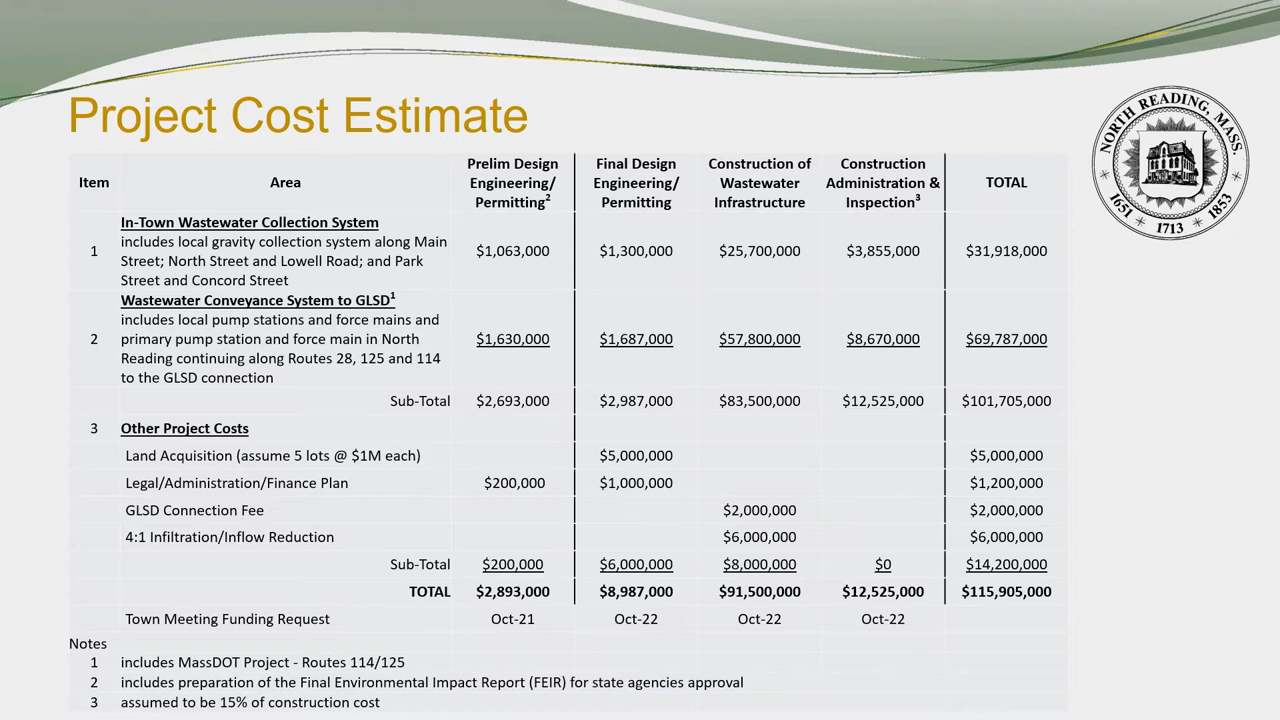 Project Cost Estimate
NORTH READING, MASS.
1651 1713 1853
Item Area Prelim Design Engineering/ Permitting2 Final Design Engineering/ Permitting Construction of Wastewater Infrastructure Construction Administration & Inspection3 TOTAL
In-Town Wastewater Collection System
includes local gravity collection system along Main
1 $1,063,000 $1,300,000 $25,700,000 $3,855,000 $31,918,000
Street; North Street and Lowell Road; and Park
Street and Concord Street
Wastewater Conveyance System to GLSD1
includes local pump stations and force mains and
2 primary pump station and force main in North $1,630,000 $1,687,000 $57,800,000 $8,670,000 $69,787,000
Reading continuing along Routes 28, 125 and 114
to the GLSD connection
Sub-Total $2,693,000 $2,987,000 $83,500,000 $12,525,000 $101,705,000
3 Other Project Costs
Land Acquisition (assume 5 lots @ $1M each) $5,000,000 $5,000,000
Legal/Administration/Finance Plan $200,000 $1,000,000 $1,200,000
GLSD Connection Fee $2,000,000 $2,000,000
4:1 Infiltration/Inflow Reduction $6,000,000 $6,000,000
Sub-Total $200,000 $6,000,000 $8,000,000 $0 $14,200,000
TOTAL $2,893,000 $8,987,000 $91,500,000 $12,525,000 $115,905,000
Town Meeting Funding Request Oct-21 Oct-22 Oct-22 Oct-22
Notes
1 includes MassDOT Project - Routes 114/125
2 includes preparation of the Final Environmental Impact Report (FEIR) for state agencies approval
3 assumed to be 15% of construction cost